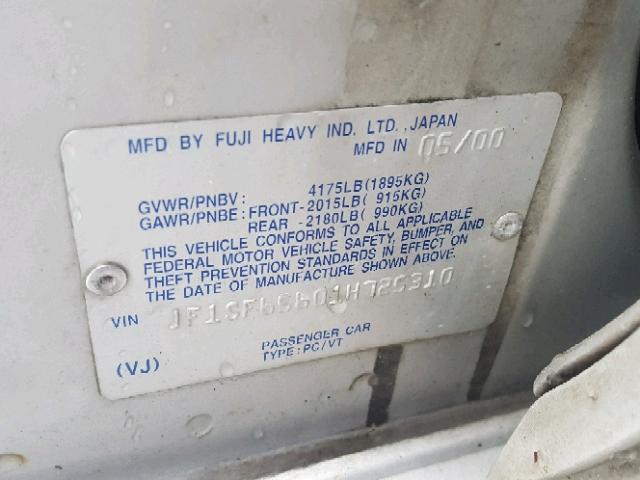 MFD BY FUJI HEAVY IND. LTD., JAPAN
MFD IN 05/00
GVWR/PNBV: 4175LB(1895KG)
GAWR/PNBE: FRONT-2015LB( 915KG)
REAR -2180LB( 990KG)
THIS VEHICLE CONFORMS TO ALL APPLICABLE
FEDERAL MOTOR VEHICLE SAFETY, BUMPER, AND
THEFT PREVENTION STANDARDS IN EFFECT ON
THE DATE OF MANUFACTURE SHOWN ABOVE.
VIN JF1SF65601H725310
PASSENGER CAR
(VJ) TYPE:PC/VT